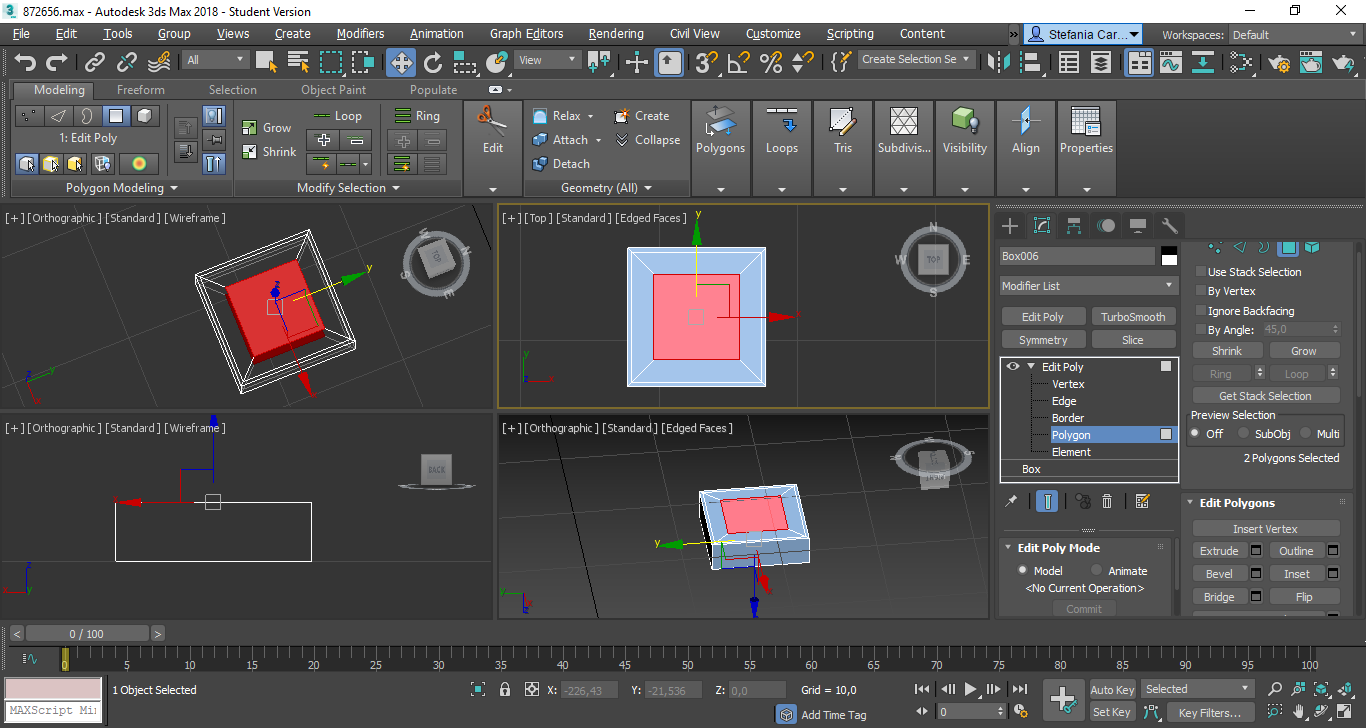 872656.max - Autodesk 3ds Max 2018 - Student Version
File Edit Tools Group Views Create Modifiers Animation Graph Editors Rendering Civil View Customize Scripting Content » Stefania Car... Workspaces: Default
All View 3 Create Selection Se
Modeling Freeform Selection Object Paint Populate
1: Edit Poly
Grow
Shrink
Loop
Ring
Edit
Relax Create
Attach Collapse
Detach
Polygons Loops Tris Subdivis... Visibility Align Properties
Polygon Modeling Modify Selection Geometry (All)
[+] [Orthographic ] [Standard ] [Wireframe ]
z
y
W
N
S
E
TOP
z
y
[+] [Top ] [Standard ] [Edged Faces ]
y
N
W
E
S
TOP
y
z
[+] [Orthographic ] [Standard ] [Wireframe ]
BACK
z
y
[+] [Orthographic ] [Standard ] [Edged Faces ]
y
Box006
Modifier List
Edit Poly TurboSmooth
Symmetry Slice
Edit Poly
Vertex
Edge
Border
Polygon
Element
Box
Edit Poly Mode
Model Animate
<No Current Operation>
Commit
Use Stack Selection
By Vertex
Ignore Backfacing
By Angle: 45,0
Shrink Grow
Ring Loop
Get Stack Selection
Preview Selection
Off SubObj Multi
2 Polygons Selected
Edit Polygons
Insert Vertex
Extrude Outline
Bevel Inset
Bridge Flip
< 0 / 100 >
0 5 10 15 20 25 30 35 40 45 50 55 60 65 70 75 80 85 90 95 100
1 Object Selected X: -226,43 Y: -21,536 Z: 0,0 Grid = 10,0 Auto Key Selected
MAXScript Mi Add Time Tag 0 Set Key Key Filters...